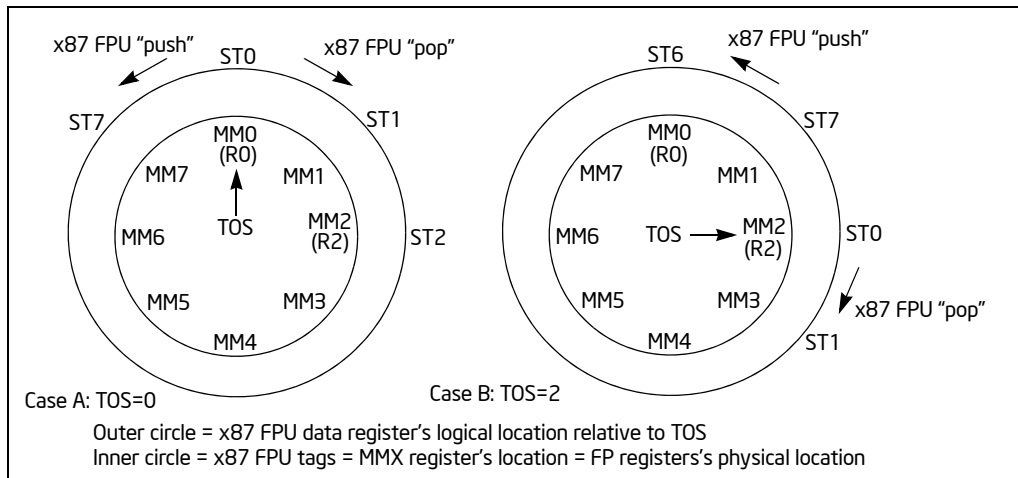 x87 FPU “push”
x87 FPU “pop”
ST0
ST7
ST1
ST2
MM0
(R0)
MM7
MM1
MM6
TOS
MM2
(R2)
MM5
MM3
MM4
Case A: TOS=0
x87 FPU “push”
ST6
ST7
ST0
x87 FPU “pop”
ST1
MM0
(R0)
MM7
MM1
MM6
TOS
MM2
(R2)
MM5
MM3
MM4
Case B: TOS=2
Outer circle = x87 FPU data register’s logical location relative to TOS
Inner circle = x87 FPU tags = MMX register’s location = FP registers’s physical location